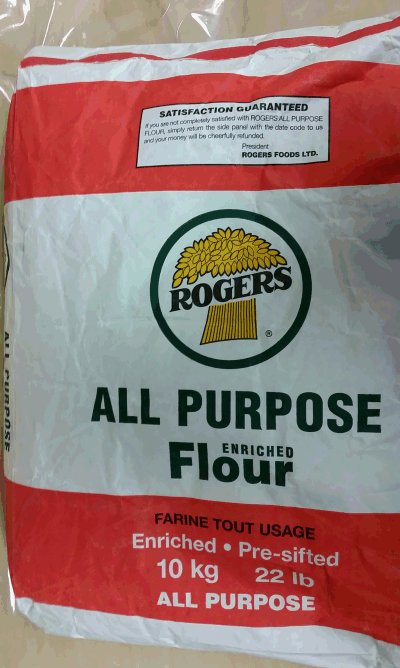 SATISFACTION GUARANTEED
If you are not completely satisfied with ROGERS ALL PURPOSE
FLOUR, simply return the side panel with the date code to us
and your money will be cheerfully refunded.
President
ROGERS FOODS LTD.
ROGERS
®
ALL PURPOSE
ENRICHED
Flour
ALL PURPOSE
FARINE TOUT USAGE
Enriched • Pre-sifted
10 kg 22 lb
ALL PURPOSE